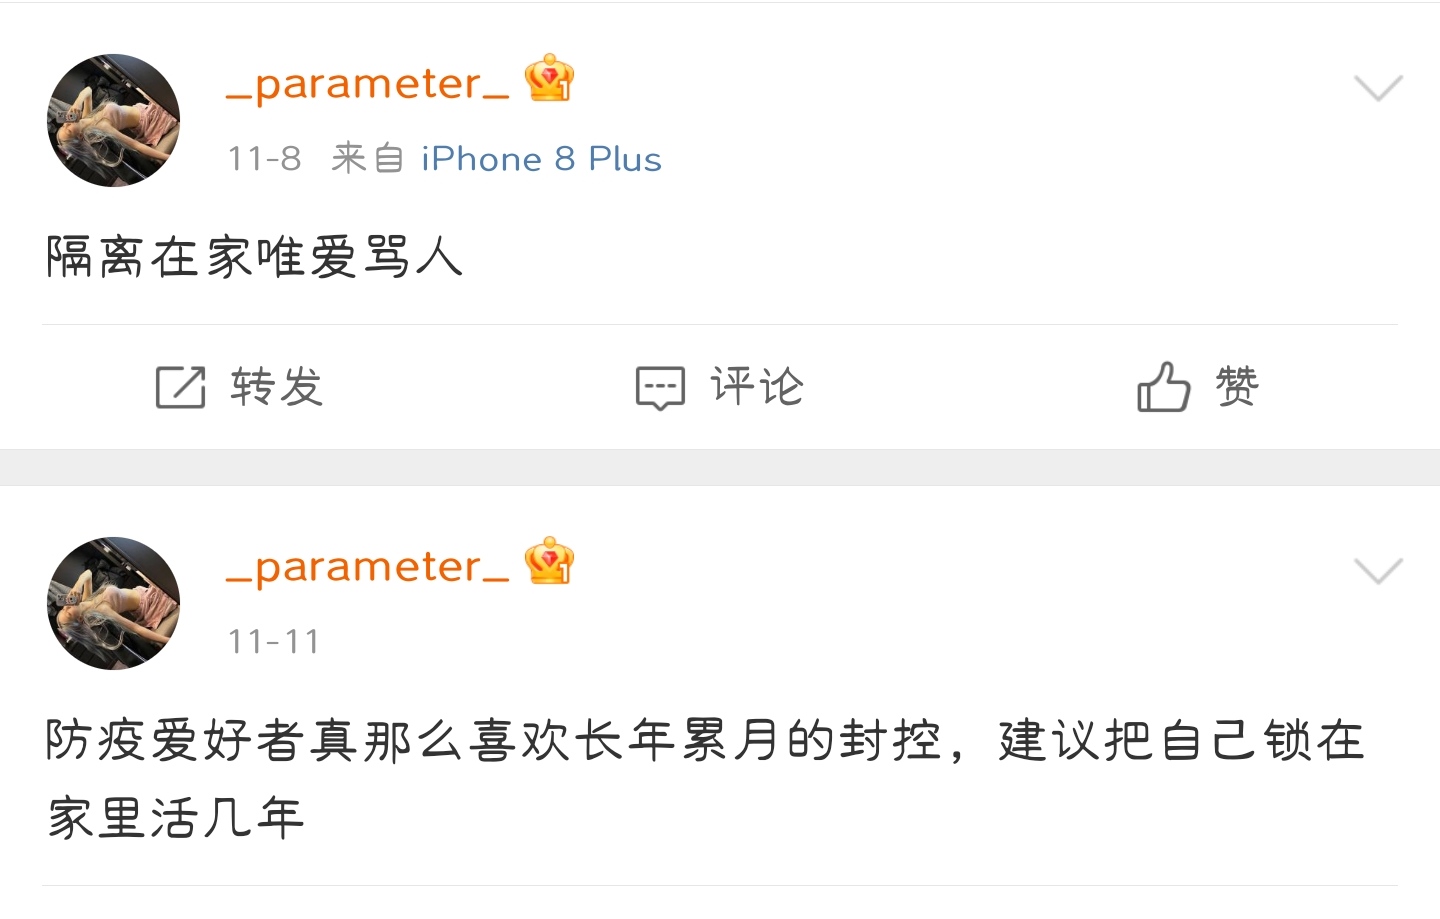 _parameter_
11-8 来自 iPhone 8 Plus
隔离在家唯爱骂人
转发 评论 赞
_parameter_
11-11
防疫爱好者真那么喜欢长年累月的封控，建议把自己锁在
家里活几年